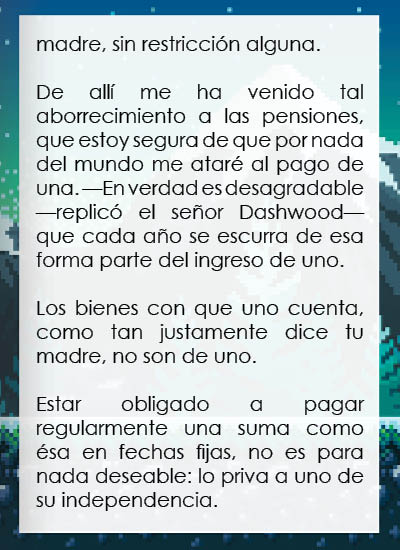 madre, sin restricción alguna.
De allí me ha venido tal
aborrecimiento a las pensiones,
que estoy segura de que por nada
del mundo me ataré al pago de
una. —En verdad es desagradable
—replicó el señor Dashwood—
que cada año se escurra de esa
forma parte del ingreso de uno.
Los bienes con que uno cuenta,
como tan justamente dice tu
madre, no son de uno.
Estar obligado a pagar
regularmente una suma como
ésa en fechas fijas, no es para
nada deseable: lo priva a uno de
su independencia.